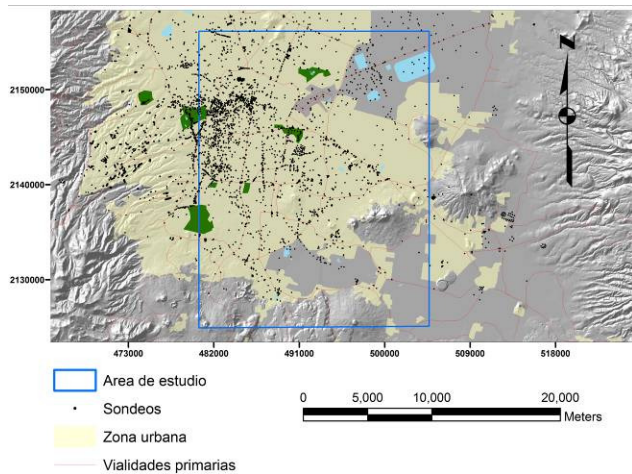 N
2150000
2140000
2130000
473000 482000 491000 500000 509000 518000
Area de estudio
Sondeos
Zona urbana
Vialidades primarias
0 5,000 10,000 20,000
Meters